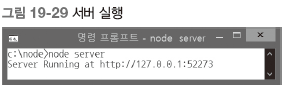 그림 19-29 서버 실행
명령 프롬프트 - node server
c:\node>node server
Server Running at http://127.0.0.1:52273